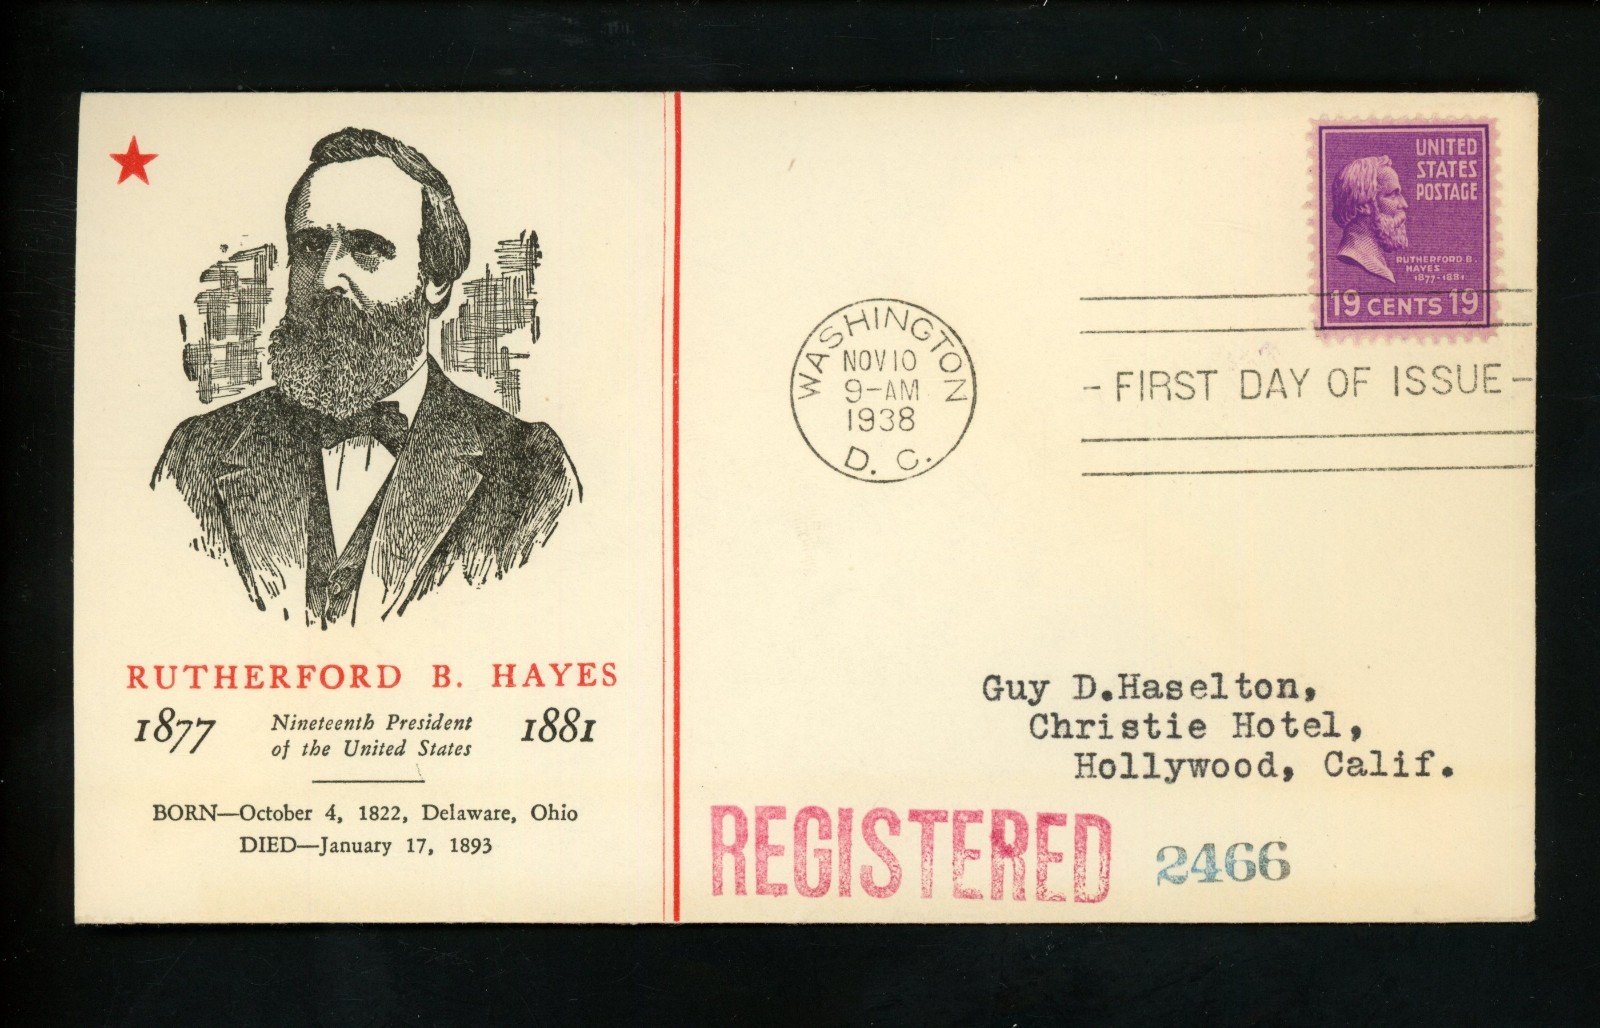 RUTHERFORD B. HAYES
1877 Nineteenth President 1881
of the United States
BORN—October 4, 1822, Delaware, Ohio
DIED—January 17, 1893
UNITED
STATES
POSTAGE
RUTHERFORD B.
HAYES
1877-1881
19 CENTS 19
WASHINGTON
NOV 10
9-AM
1938
D. C.
- FIRST DAY OF ISSUE -
Guy D.Haselton,
Christie Hotel,
Hollywood, Calif.
REGISTERED 2466